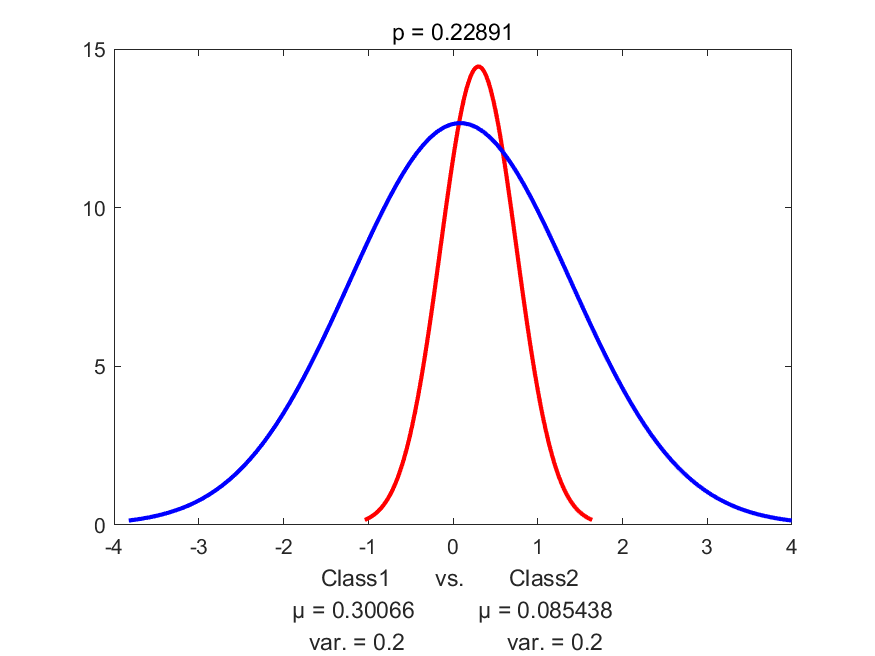 p = 0.22891
15
10
5
0
-4 -3 -2 -1 0 1 2 3 4
Class1 vs. Class2
μ = 0.30066 μ = 0.085438
var. = 0.2 var. = 0.2